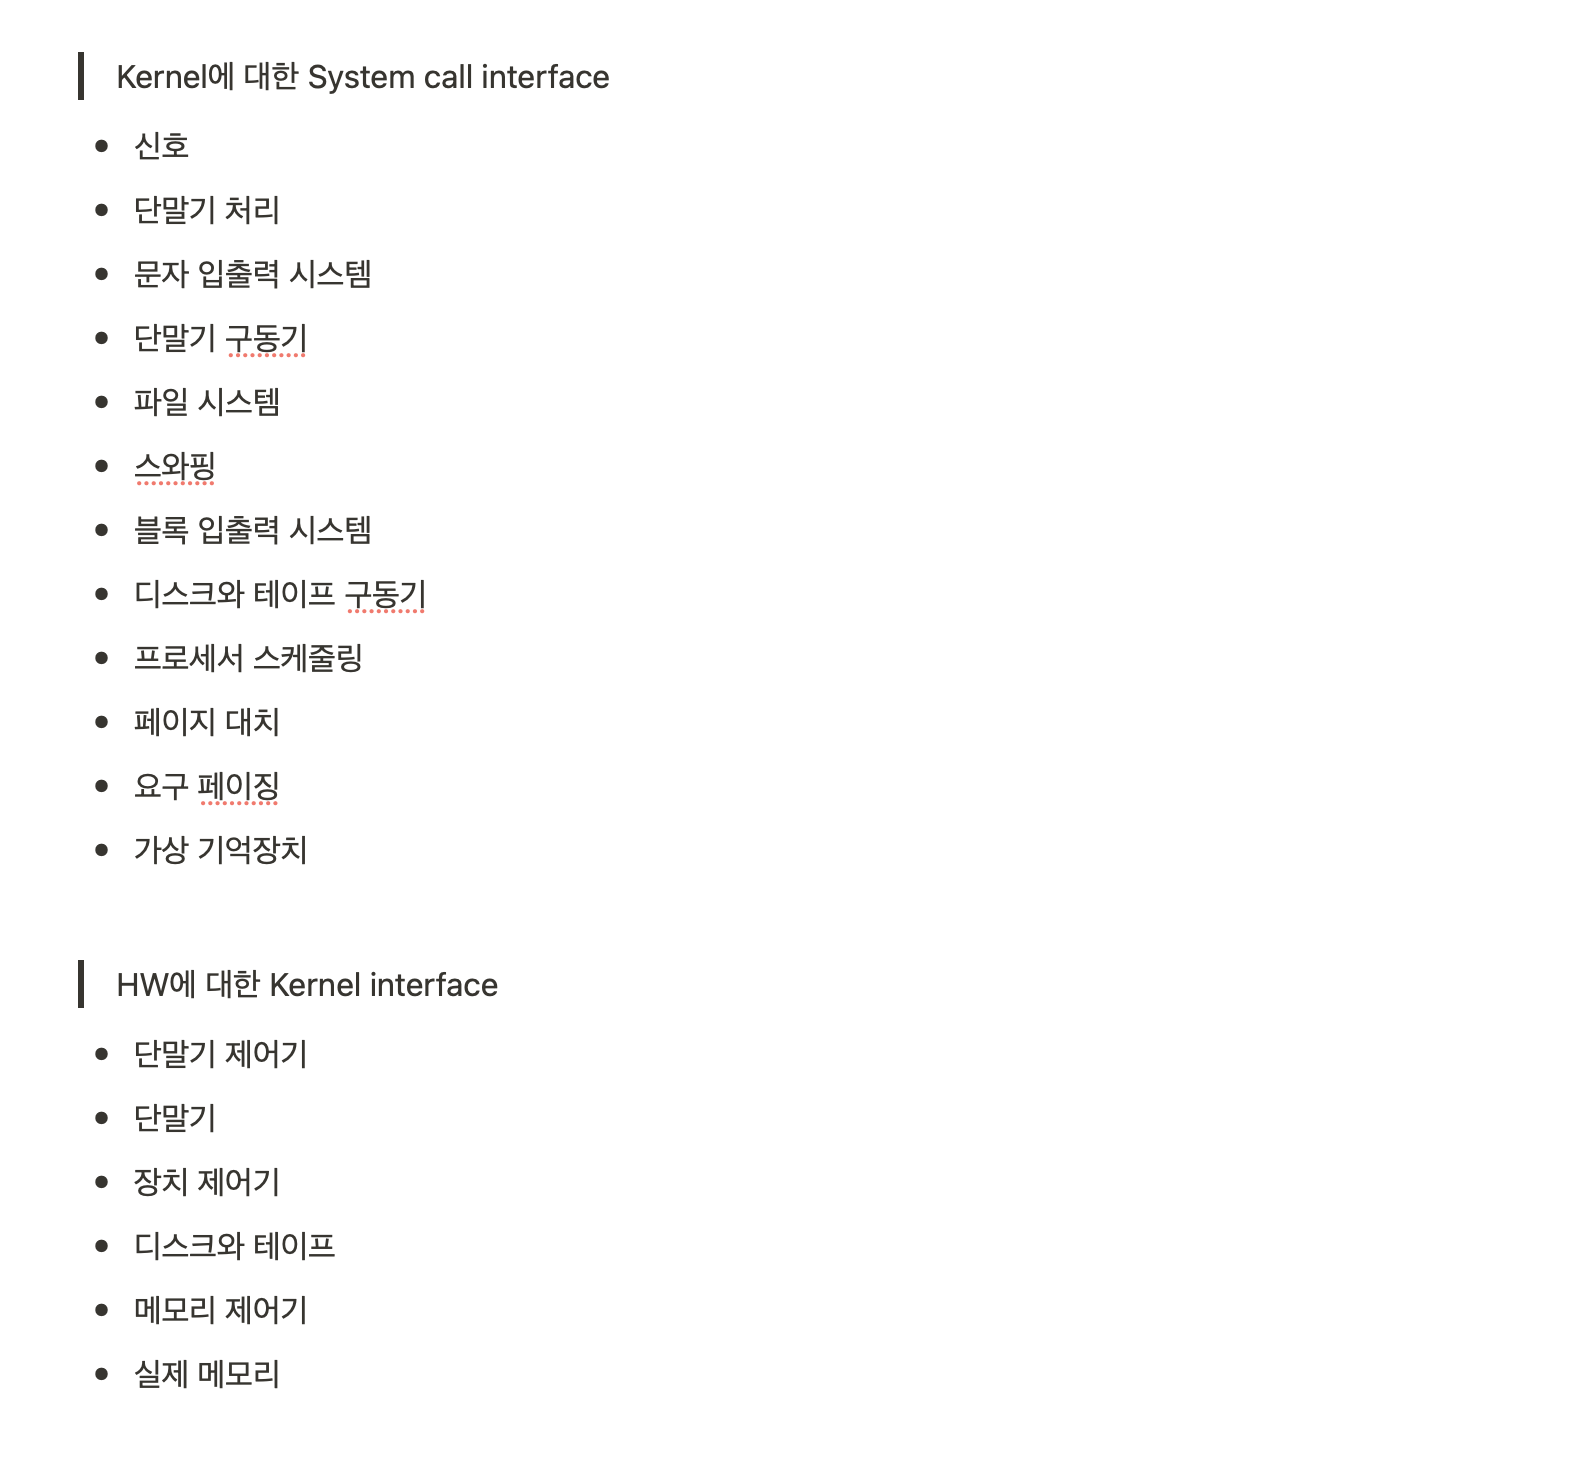 Kernel에 대한 System call interface
• 신호
• 단말기 처리
• 문자 입출력 시스템
• 단말기 구동기
• 파일 시스템
• 스와핑
• 블록 입출력 시스템
• 디스크와 테이프 구동기
• 프로세서 스케줄링
• 페이지 대치
• 요구 페이징
• 가상 기억장치
HW에 대한 Kernel interface
• 단말기 제어기
• 단말기
• 장치 제어기
• 디스크와 테이프
• 메모리 제어기
• 실제 메모리